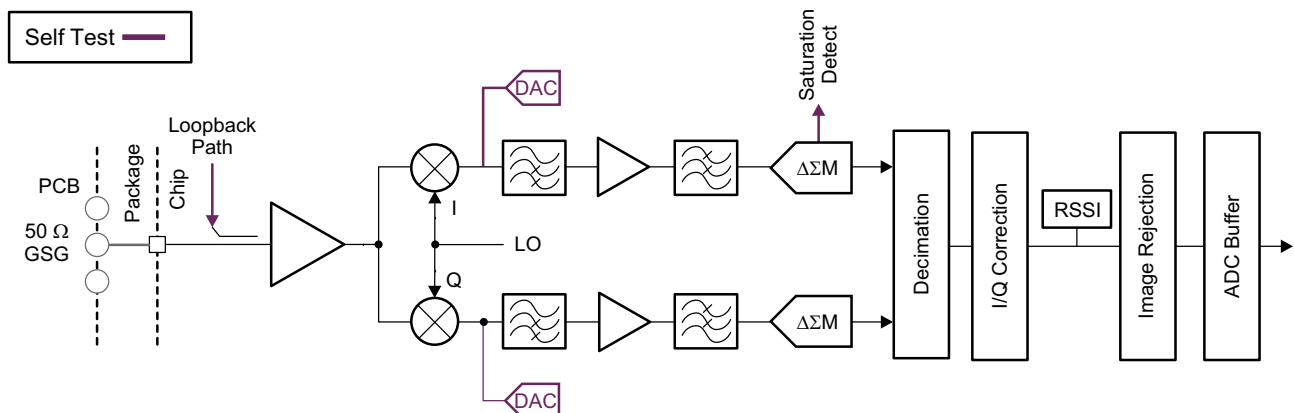 Self Test
DAC
Saturation
Detect
Loopback
Path
PCB
Package
Chip
50 Ω
GSG
I
LO
Q
ΔΣM
Decimation
I/Q Correction
RSSI
Image Rejection
ADC Buffer
ΔΣM
DAC